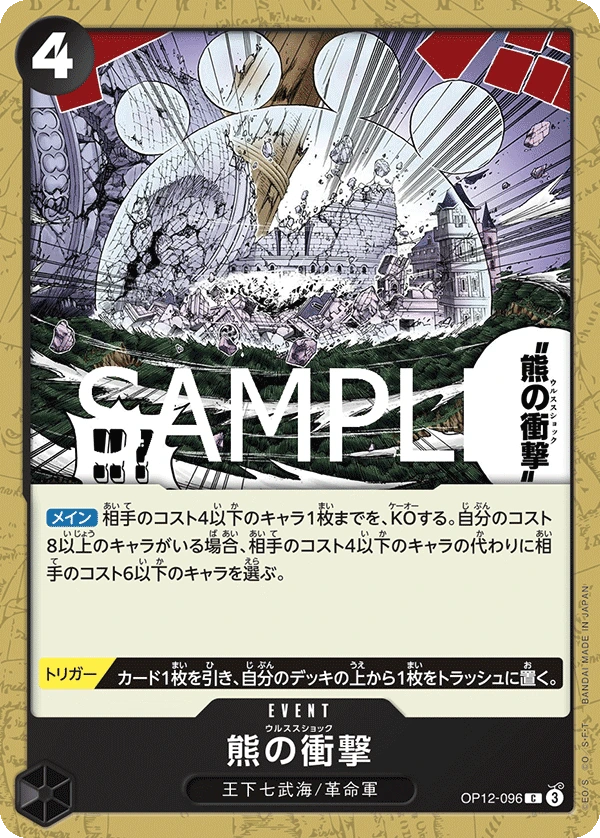 4
SAMPLE
"熊の衝撃"
ウルススショック
!!!
メイン 相手のコスト4以下のキャラ1枚までを、KOする。自分のコスト
8以上のキャラがいる場合、相手のコスト4以下のキャラの代わりに相
手のコスト6以下のキャラを選ぶ。
トリガー カード1枚を引き、自分のデッキの上から1枚をトラッシュに置く。
EVENT
ウルススショック
熊の衝撃
王下七武海/革命軍
OP12-096 C 3
©E.O. S.F.T BANDAI MADE IN JAPAN